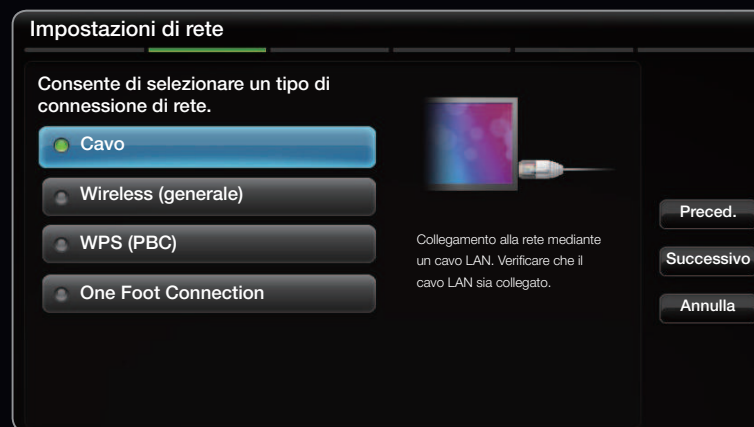 Impostazioni di rete
Consente di selezionare un tipo di
connessione di rete.
Cavo
Wireless (generale)
WPS (PBC)
One Foot Connection
Collegamento alla rete mediante
un cavo LAN. Verificare che il
cavo LAN sia collegato.
Preced.
Successivo
Annulla